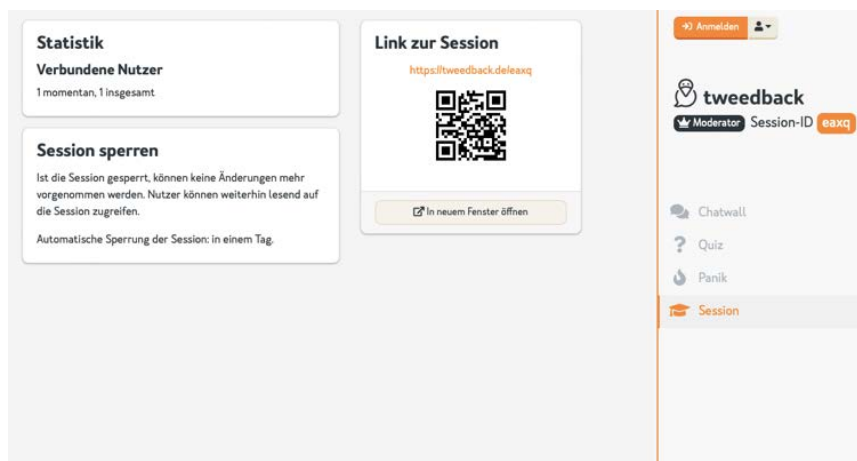 Statistik
Verbundene Nutzer
1 momentan, 1 insgesamt
Session sperren
Ist die Session gesperrt, können keine Änderungen mehr
vorgenommen werden. Nutzer können weiterhin lesend auf
die Session zugreifen.
Automatische Sperrung der Session: in einem Tag.
Link zur Session
https://tweedback.de/eaxq
In neuem Fenster öffnen
Anmelden
tweedback
Moderator Session-ID eaxq
Chatwall
Quiz
Panik
Session